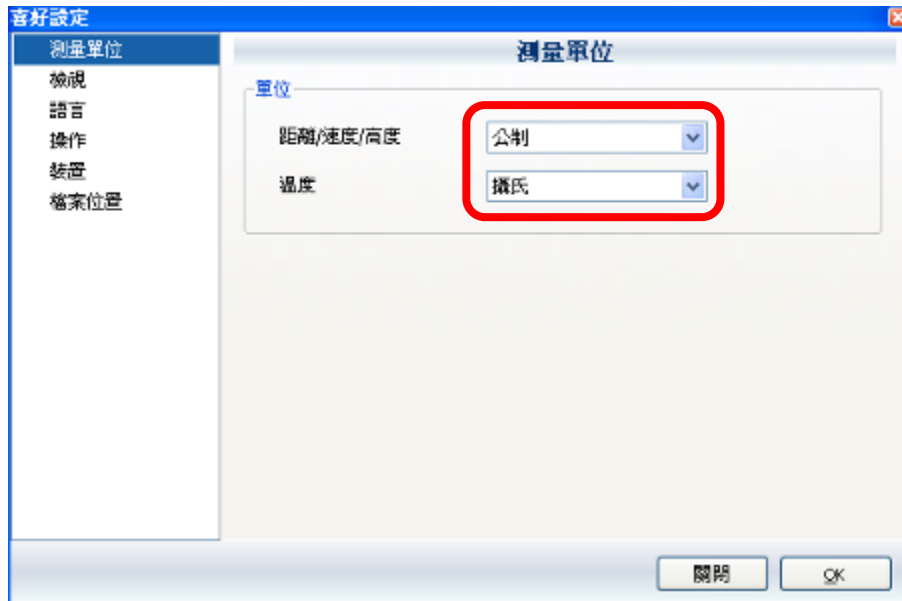 喜好設定
測量單位
檢視
語言
操作
裝置
檔案位置
測量單位
單位
距離/速度/高度
公制
溫度
攝氏
關閉
OK